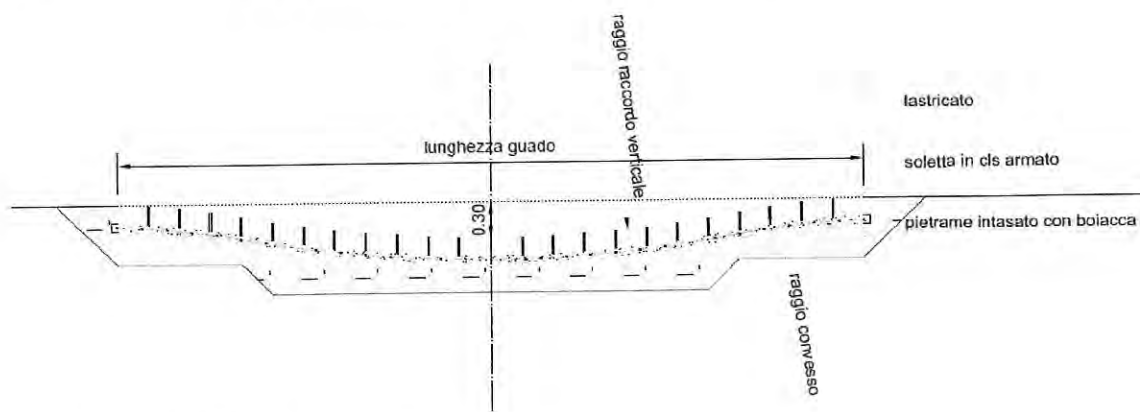 raggio raccordo verticale
lastricato
lunghezza guado
soletta in cls armato
0.30
pietrame intasato con boiacca
raggio convesso